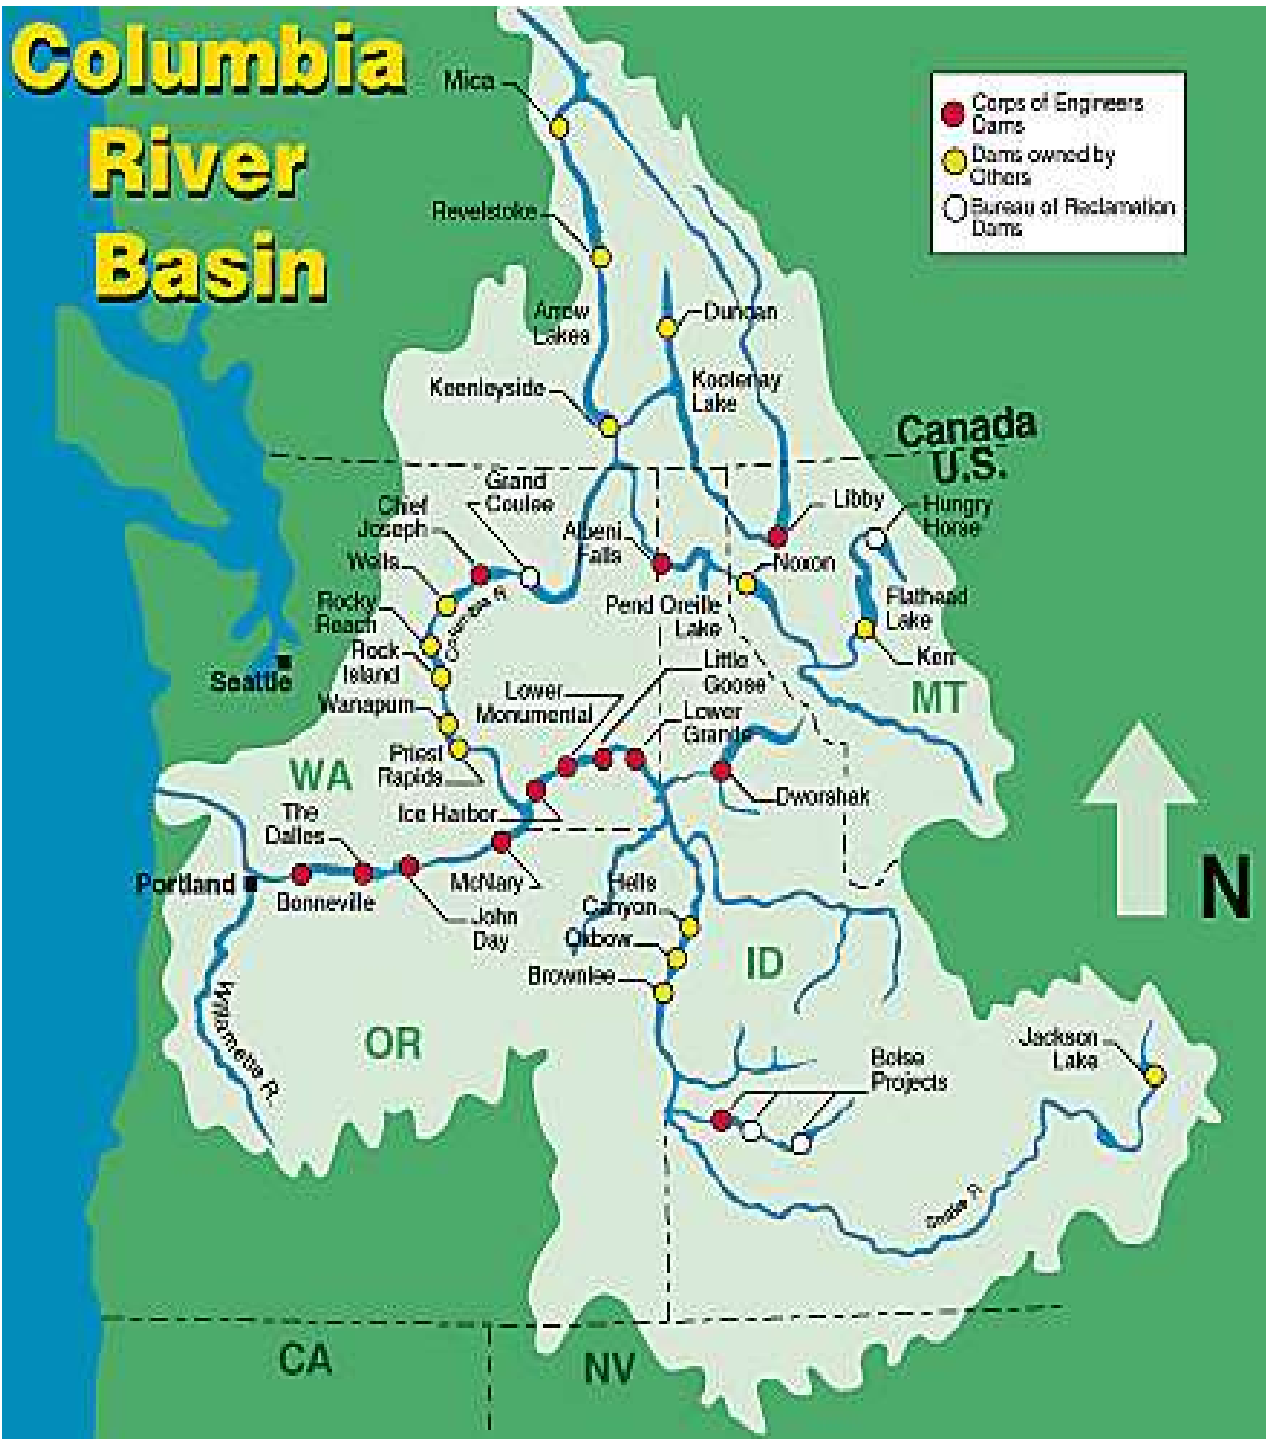 Columbia
River
Basin
Corps of Engineers
Dams
Dams owned by
Others
Bureau of Reclamation
Dams
Mica
Revelstoke
Arrow
Lakes
Duncan
Keenleyside
Kootenay
Lake
Canada
U.S.
Grand
Coulee
Chief
Joseph
Libby
Hungry
Horse
Albeni
Falls
Wells
Noxon
Columbia R.
Rocky
Reach
Pend Oreille
Lake
Flathead
Lake
Rock
Island
Kerr
Seattle
Little
Goose
MT
Lower
Monumental
Wanapum
Lower
Granite
Priest
Rapids
WA
Dworshak
Ice Harbor
The
Dalles
Portland
Bonneville
McNary
John
Day
N
Hells
Canyon
Oxbow
Brownlee
ID
Willamette R.
OR
Boise
Projects
Jackson
Lake
Snake R.
CA
NV